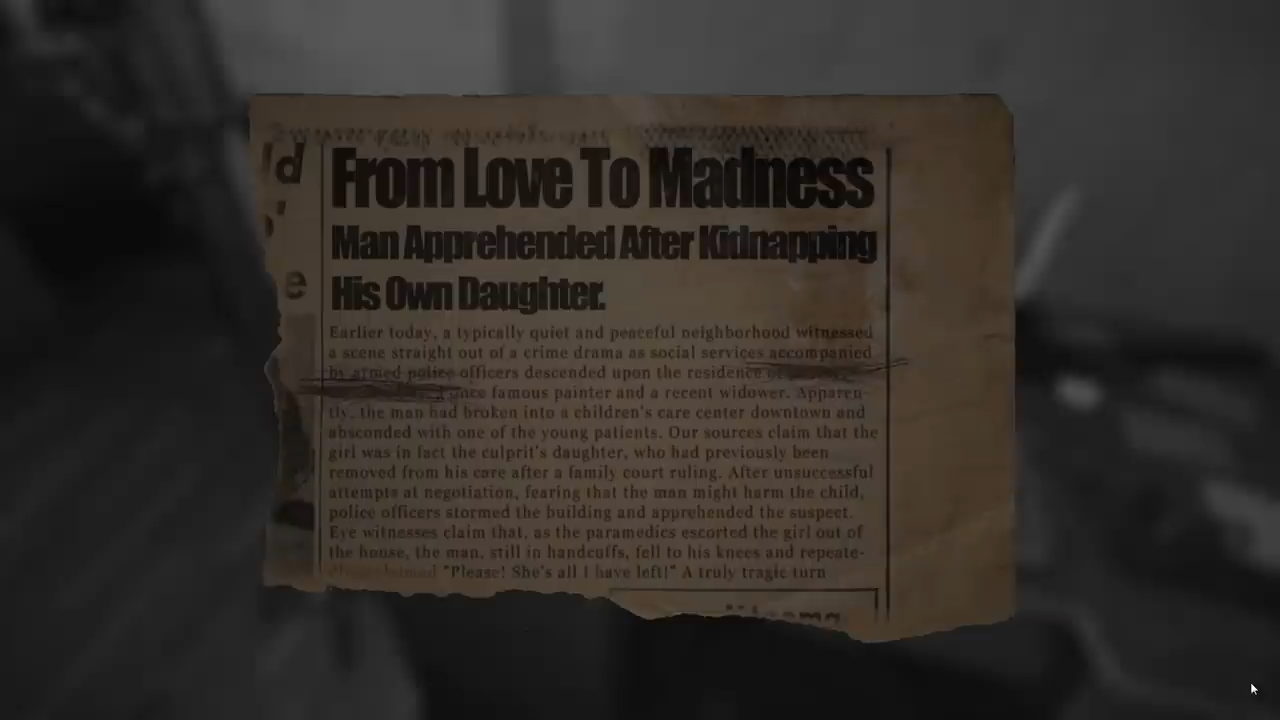 d
From Love To Madness
Man Apprehended After Kidnapping
e
His Own Daughter.
Earlier today, a typically quiet and peaceful neighborhood witnessed
a scene straight out of a crime drama as social services accompanied
by armed police officers descended upon the residence
once famous painter and a recent widower. Apparen-
tly, the man had broken into a children's care center downtown and
absconded with one of the young patients. Our sources claim that the
girl was in fact the culprit's daughter, who had previously been
removed from his care after a family court ruling. After unsuccessful
attempts at negotiation, fearing that the man might harm the child,
police officers stormed the building and apprehended the suspect.
Eye witnesses claim that, as the paramedics escorted the girl out of
the house, the man, still in handcuffs, fell to his knees and repeate-
"Please! She's all I have left!" A truly tragic turn